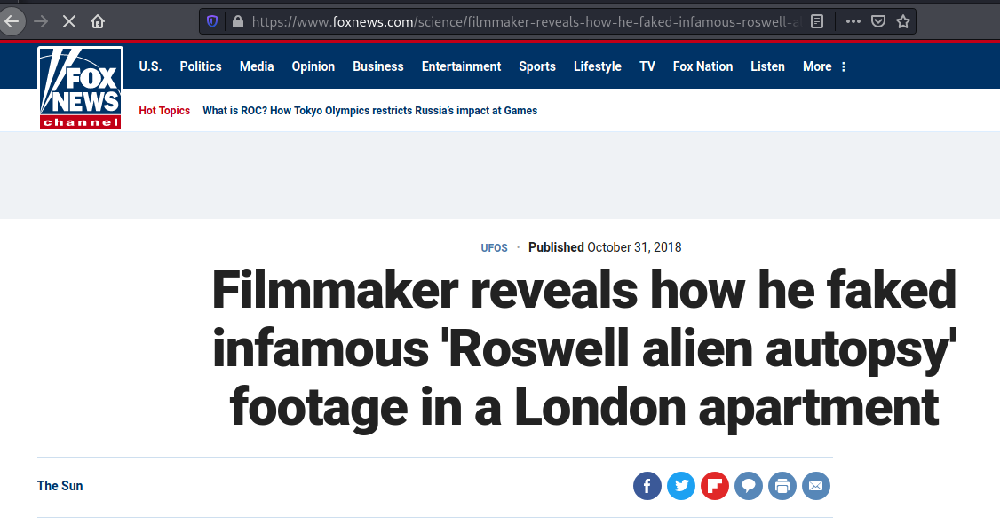 https://www.foxnews.com/science/filmmaker-reveals-how-he-faked-infamous-roswell-a
FOX
NEWS
channel
U.S. Politics Media Opinion Business Entertainment Sports Lifestyle TV Fox Nation Listen More
Hot Topics What is ROC? How Tokyo Olympics restricts Russia's impact at Games
UFOS · Published October 31, 2018
Filmmaker reveals how he faked
infamous 'Roswell alien autopsy'
footage in a London apartment
The Sun